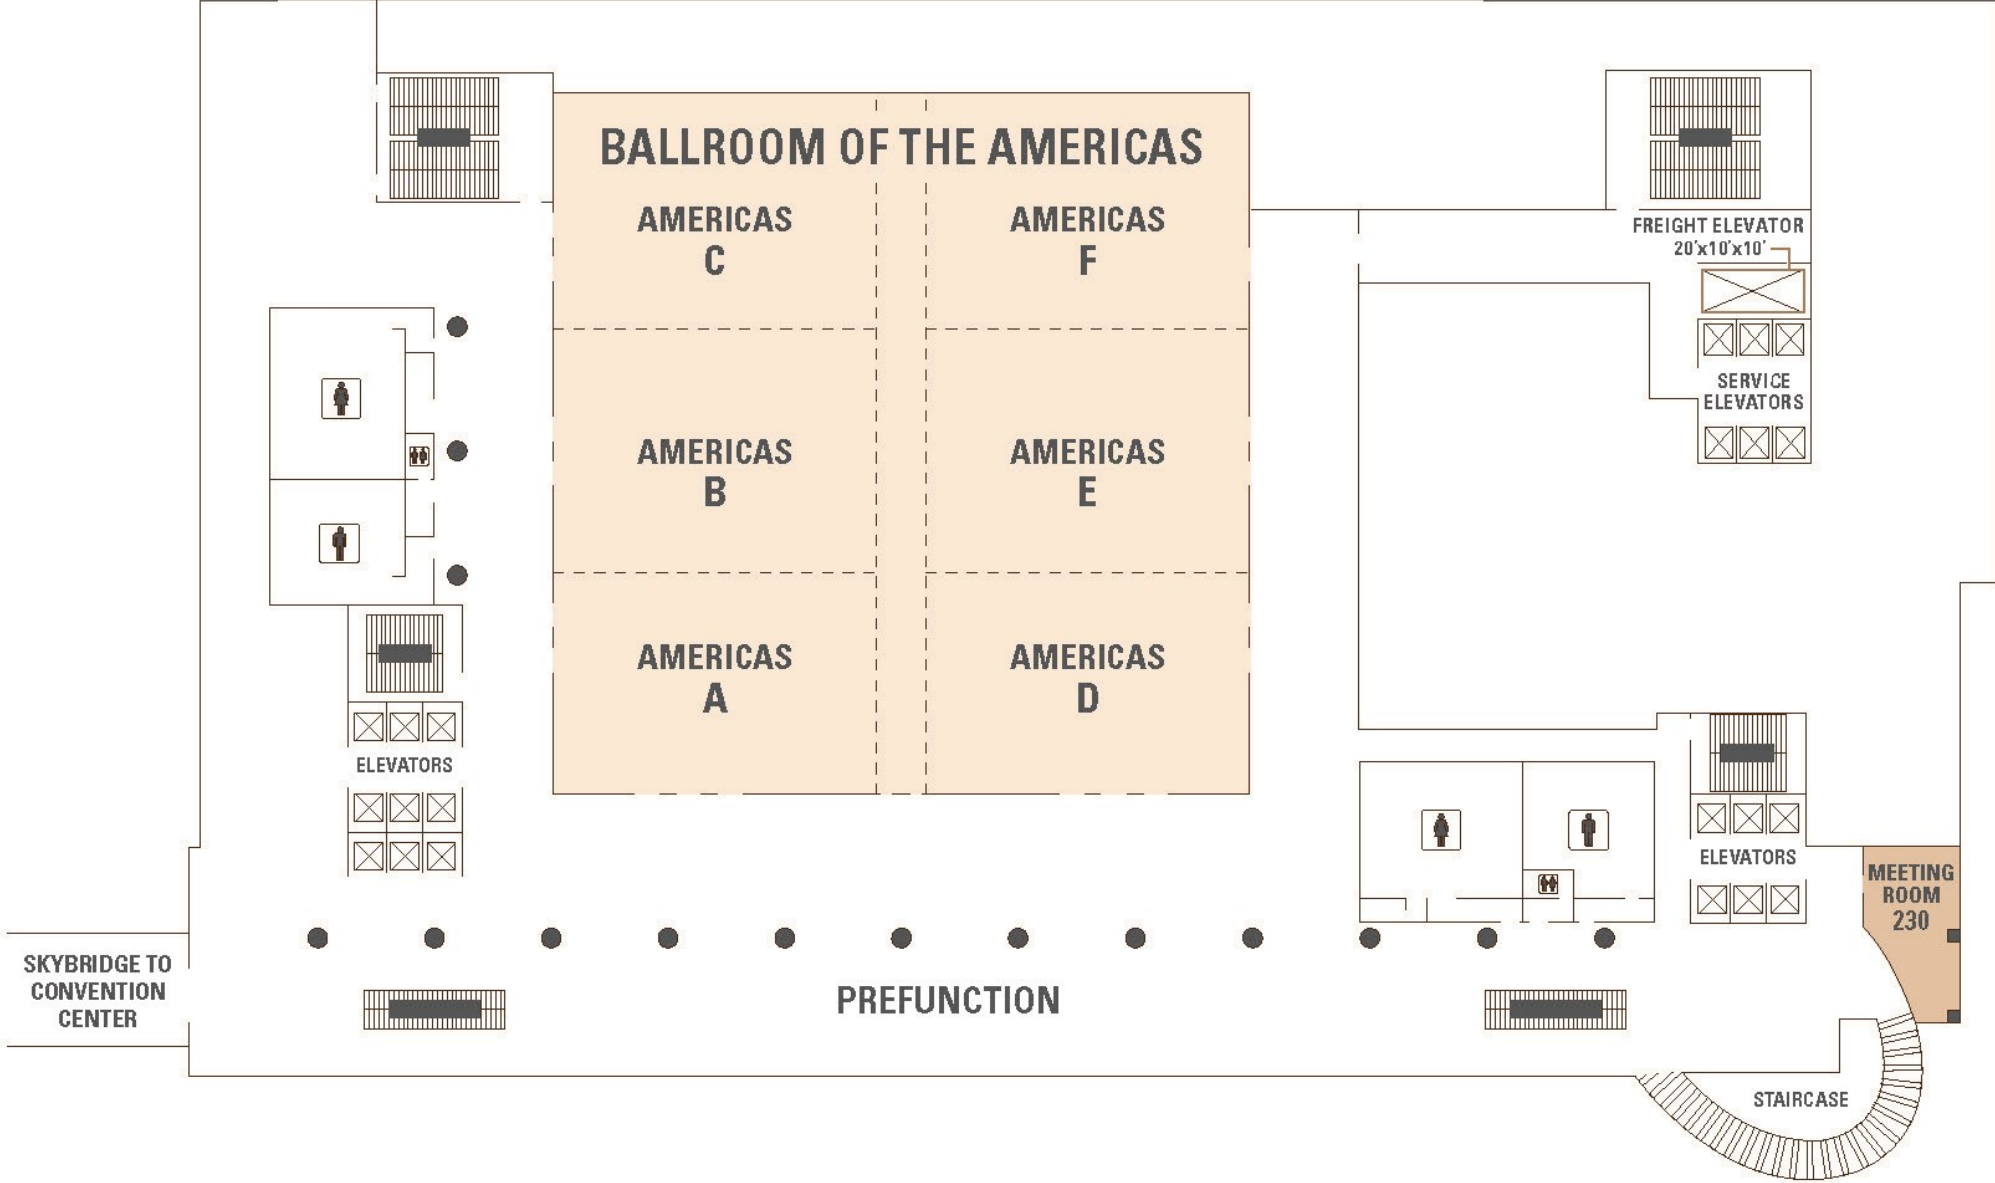 BALLROOM OF THE AMERICAS
AMERICAS
C
AMERICAS
F
FREIGHT ELEVATOR
20'x10'x10'
SERVICE
ELEVATORS
AMERICAS
B
AMERICAS
E
AMERICAS
A
AMERICAS
D
ELEVATORS
ELEVATORS
MEETING
ROOM
230
SKYBRIDGE TO
CONVENTION
CENTER
PREFUNCTION
STAIRCASE